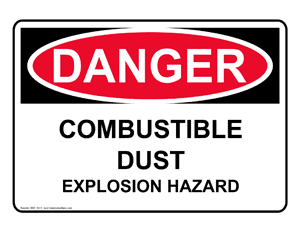 DANGER
COMBUSTIBLE
DUST
EXPLOSION HAZARD